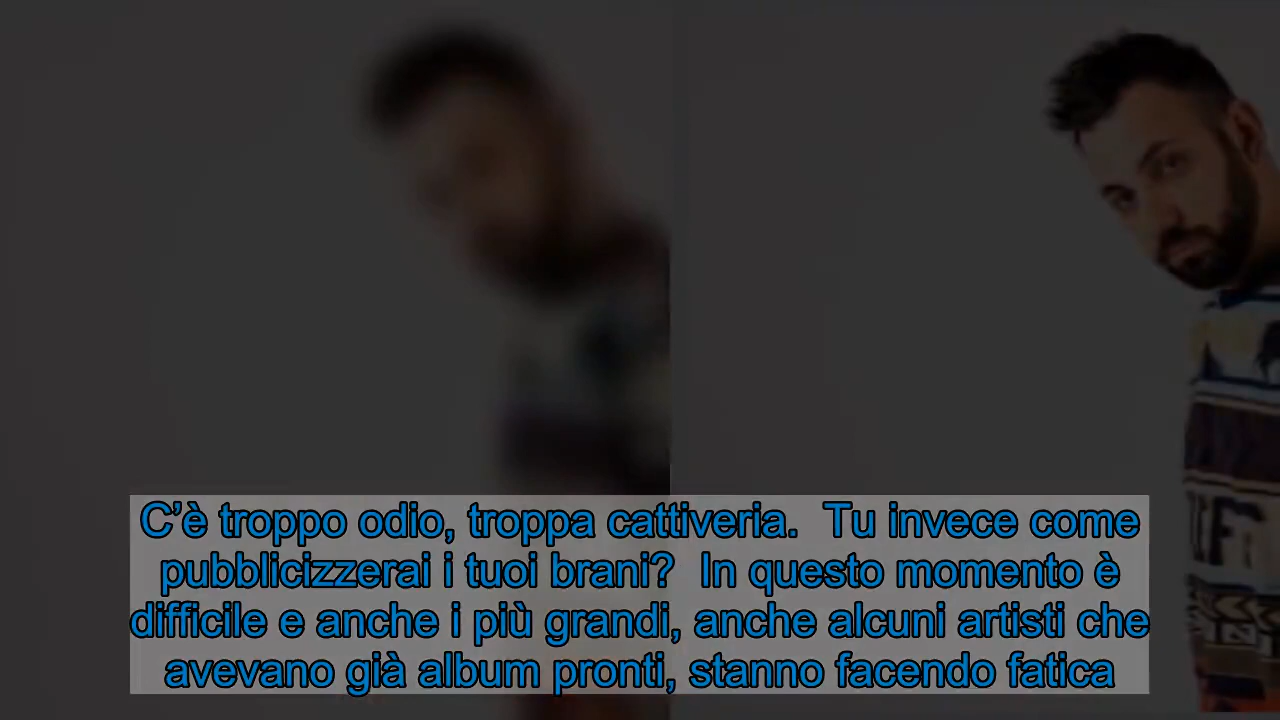 C’è troppo odio, troppa cattiveria.  Tu invece come
pubblicizzerai i tuoi brani?  In questo momento è
difficile e anche i più grandi, anche alcuni artisti che
avevano già album pronti, stanno facendo fatica